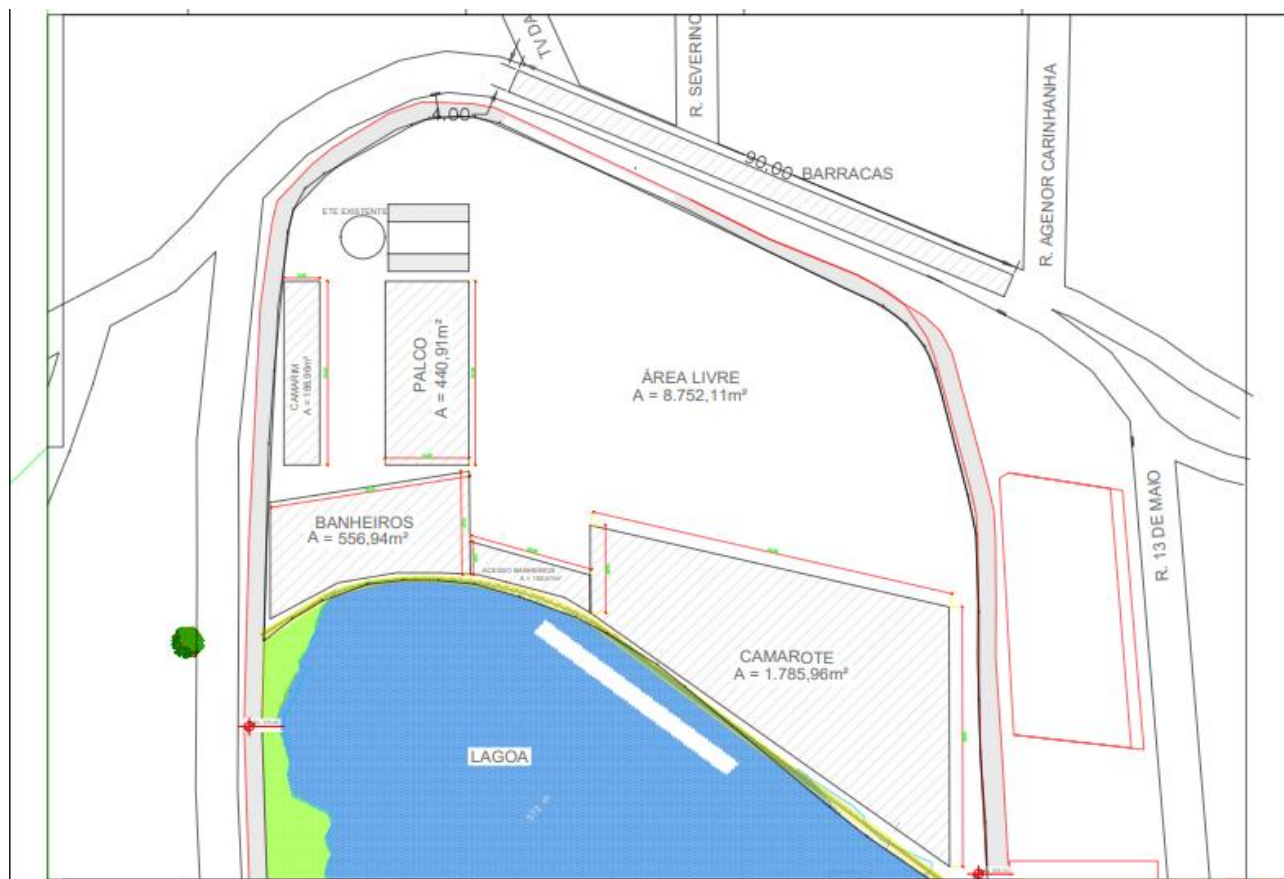 TV DA
R. SEVERINO
R. AGENOR CARINHANHA
4,00
90,00
BARRACAS
ETE EXISTENTE
CAMARIM
PALCO
A = 440,91m²
ÁREA LIVRE
A = 8.752,11m²
BANHEIROS
A = 556,94m²
ACESSO BANHEIROS
R. 13 DE MAIO
CAMAROTE
A = 1.785,96m²
LAGOA